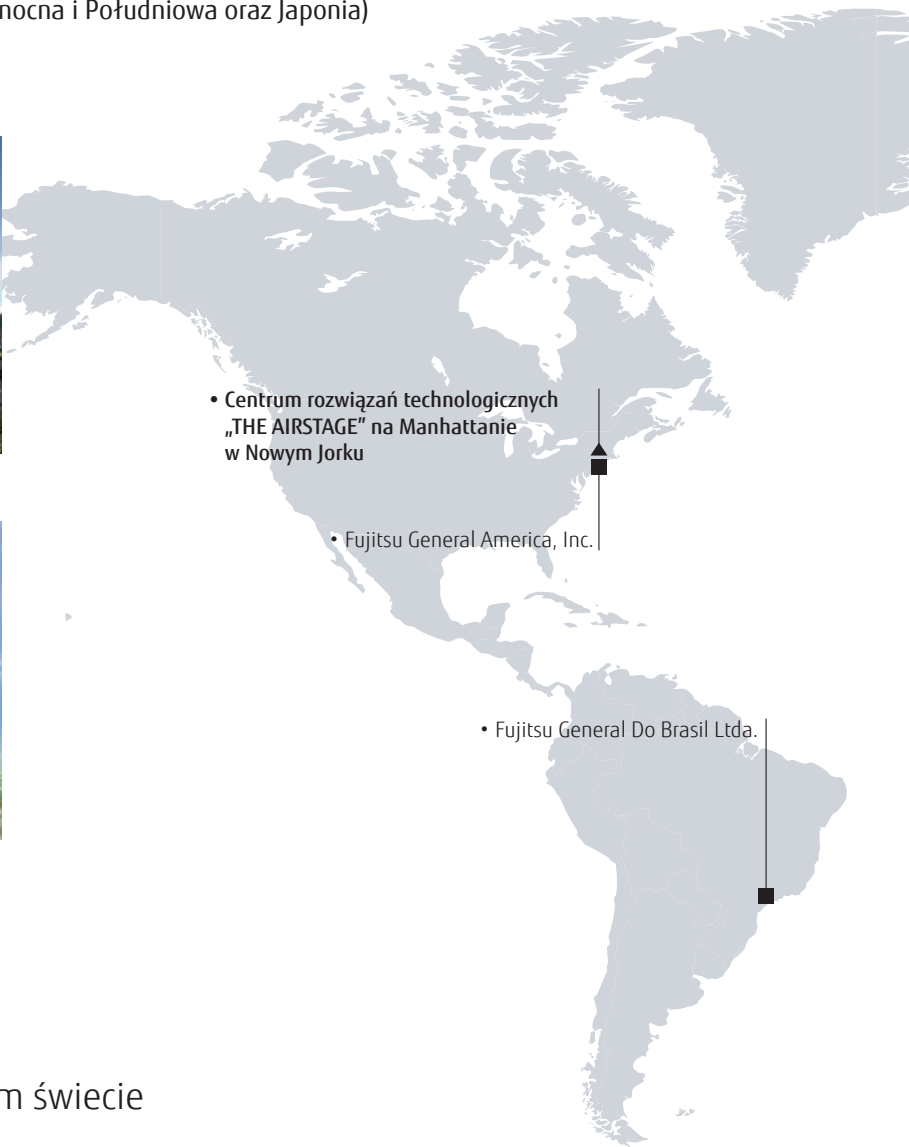 i Południowa oraz Japonia)
• Centrum rozwiązań technologicznych
„THE AIRSTAGE” na Manhattanie
w Nowym Jorku
• Fujitsu General America, Inc.
• Fujitsu General Do Brasil Ltda.
świecie